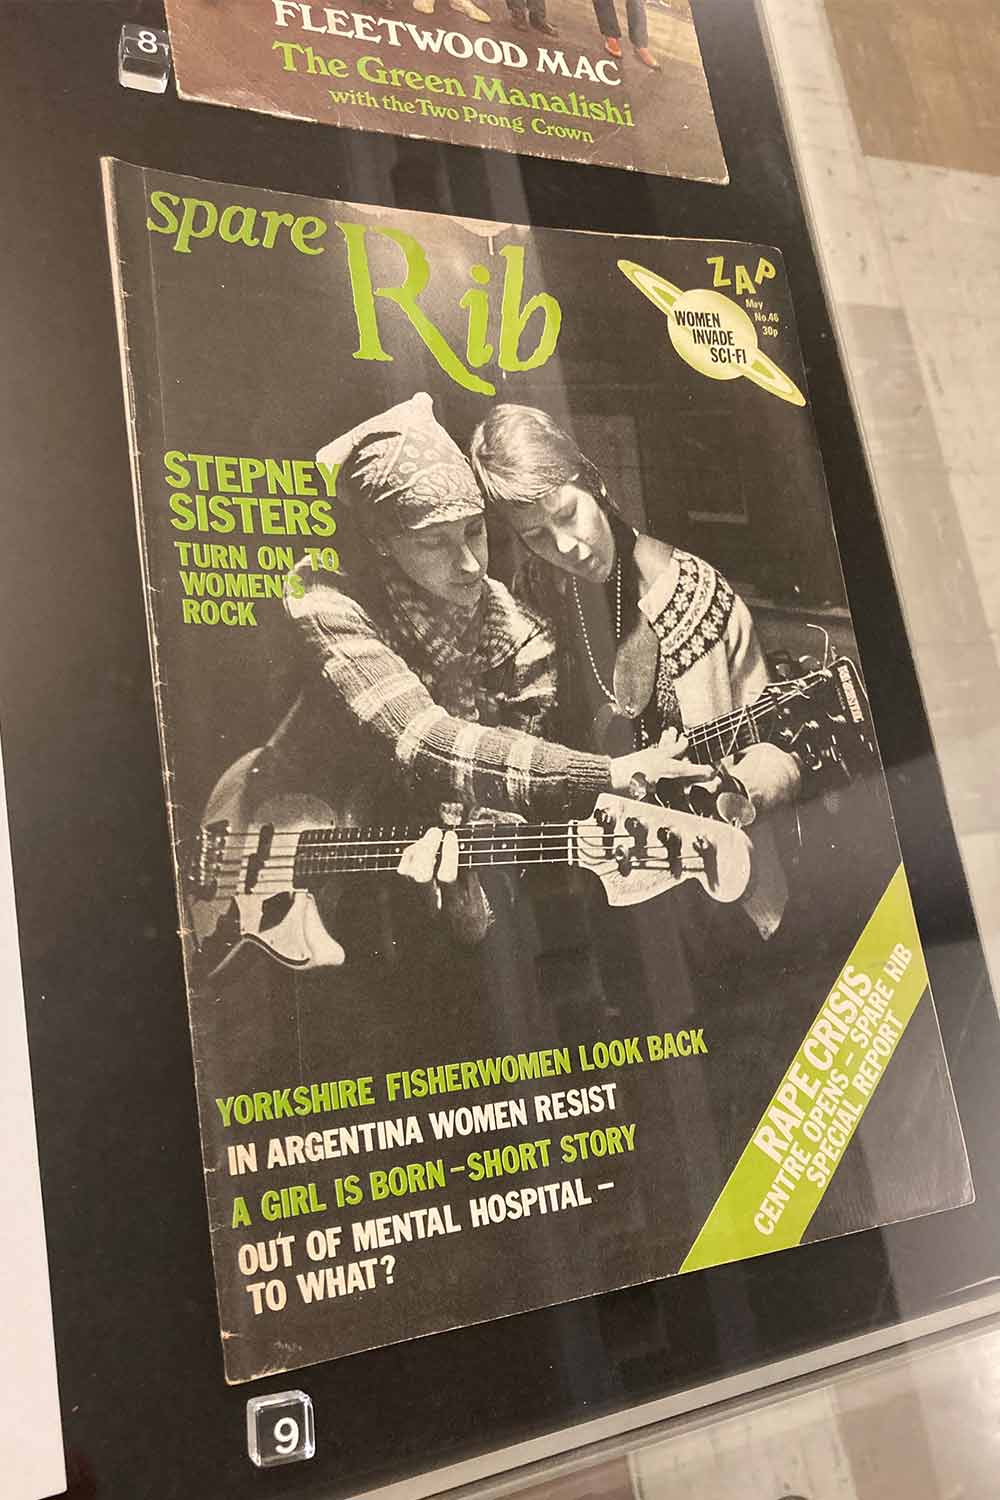 8
FLEETWOOD MAC
The Green Manalishi
with the Two Prong Crown
spare Rib
ZAP
May
No.46
30p
WOMEN
INVADE
SCI-FI
STEPNEY
SISTERS
TURN ON TO
WOMEN'S
ROCK
YORKSHIRE FISHERWOMEN LOOK BACK
IN ARGENTINA WOMEN RESIST
A GIRL IS BORN – SHORT STORY
OUT OF MENTAL HOSPITAL –
TO WHAT?
RAPE CRISIS
CENTRE OPENS – SPARE RIB
SPECIAL REPORT
9